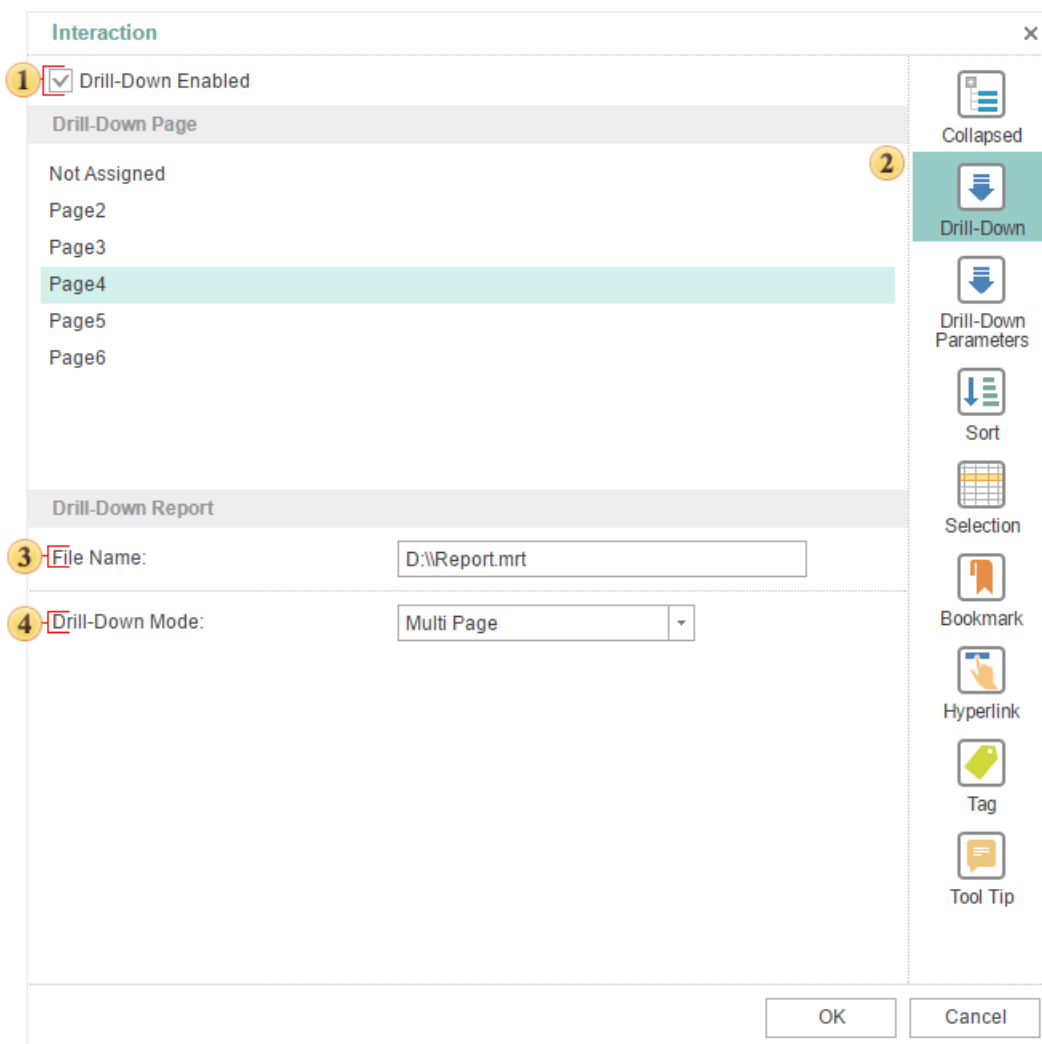 Interaction
1 Drill-Down Enabled
Drill-Down Page
Not Assigned
Page2
Page3
Page4
Page5
Page6
Drill-Down Report
3 File Name: D:\\Report.mrt
4 Drill-Down Mode: Multi Page
Collapsed
2
Drill-Down
Drill-Down
Parameters
Sort
Selection
Bookmark
Hyperlink
Tag
Tool Tip
OK Cancel